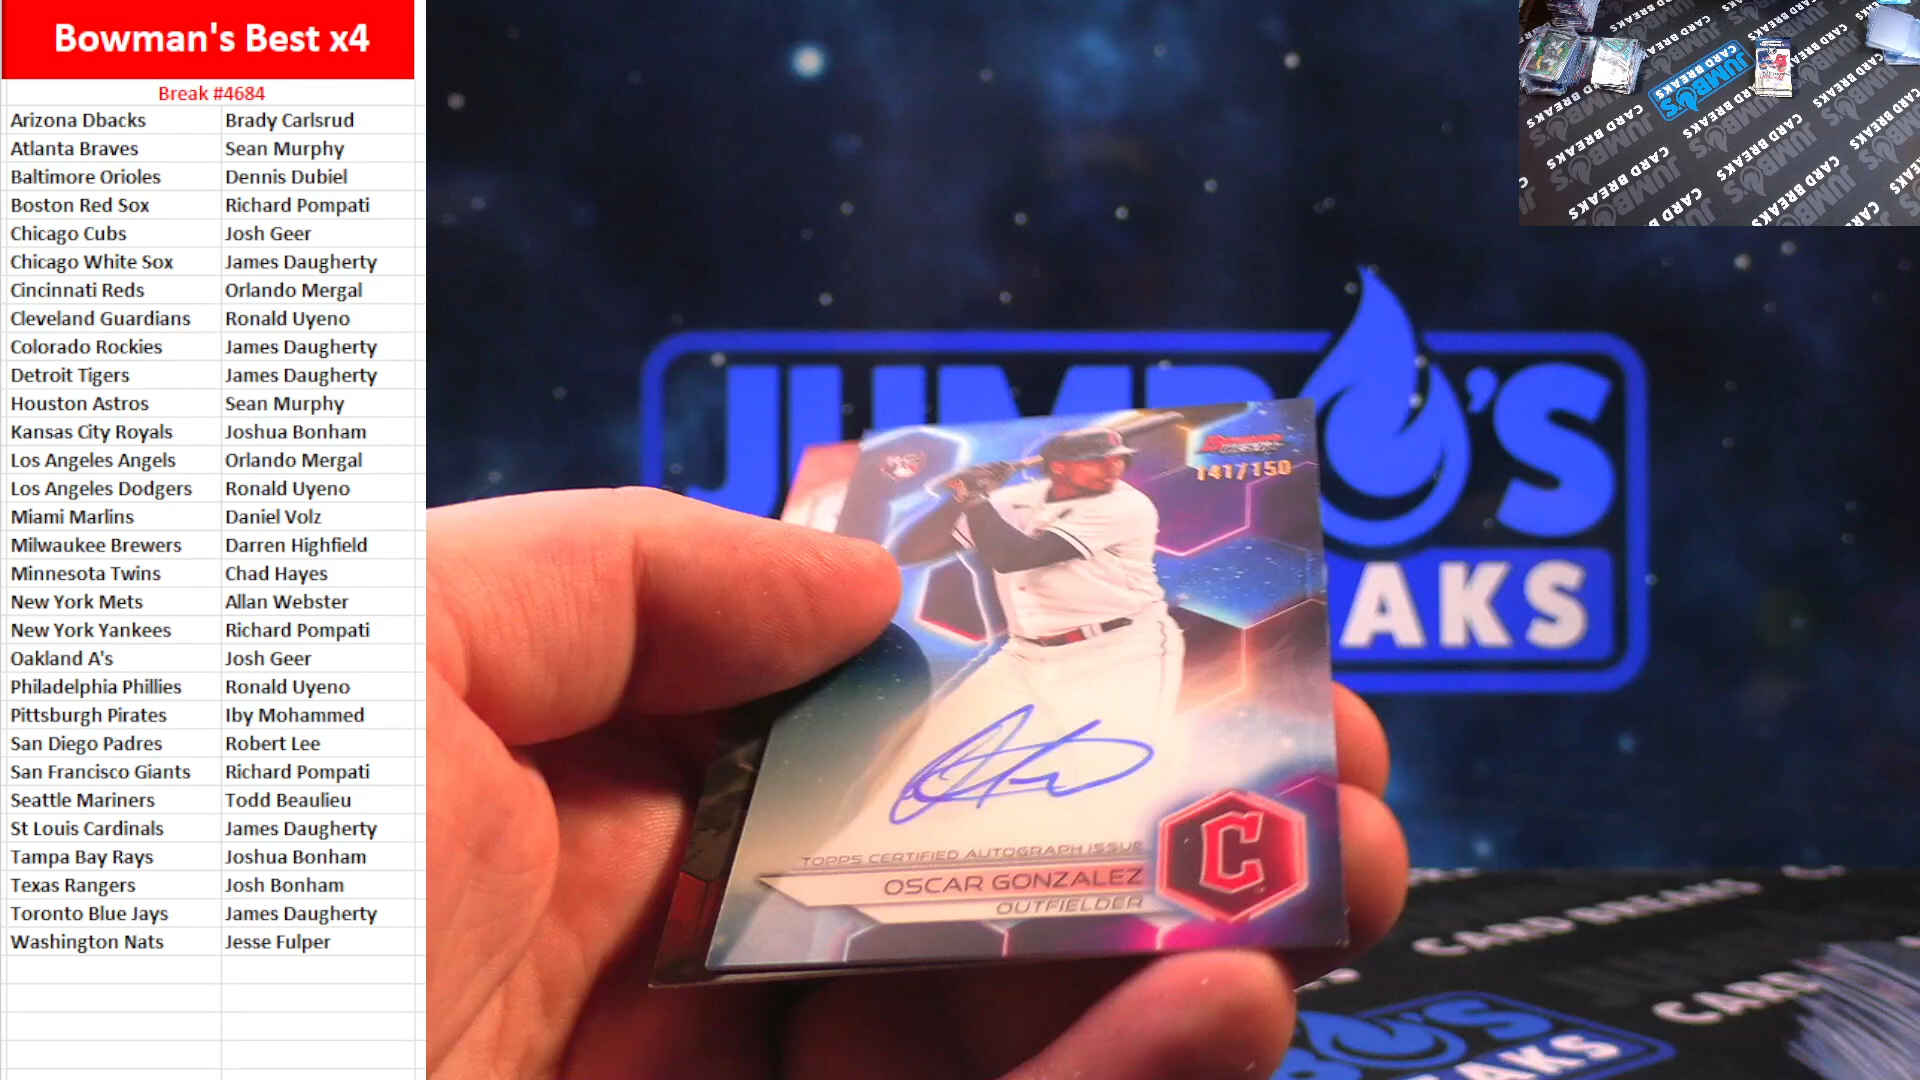 Bowman's Best x4
Break #4684
Arizona Dbacks Brady Carlsrud
Atlanta Braves Sean Murphy
Baltimore Orioles Dennis Dubiel
Boston Red Sox Richard Pompati
Chicago Cubs Josh Geer
Chicago White Sox James Daugherty
Cincinnati Reds Orlando Mergal
Cleveland Guardians Ronald Uyeno
Colorado Rockies James Daugherty
Detroit Tigers James Daugherty
Houston Astros Sean Murphy
Kansas City Royals Joshua Bonham
Los Angeles Angels Orlando Mergal
Los Angeles Dodgers Ronald Uyeno
Miami Marlins Daniel Volz
Milwaukee Brewers Darren Highfield
Minnesota Twins Chad Hayes
New York Mets Allan Webster
New York Yankees Richard Pompati
Oakland A's Josh Geer
Philadelphia Phillies Ronald Uyeno
Pittsburgh Pirates Iby Mohammed
San Diego Padres Robert Lee
San Francisco Giants Richard Pompati
Seattle Mariners Todd Beaulieu
St Louis Cardinals James Daugherty
Tampa Bay Rays Joshua Bonham
Texas Rangers Josh Bonham
Toronto Blue Jays James Daugherty
Washington Nats Jesse Fulper
JUMBO'S
CARD BREAKS
141/150
TOPPS CERTIFIED AUTOGRAPH ISSUE
OSCAR GONZALEZ
OUTFIELDER
C
AKS
CARD BREAKS